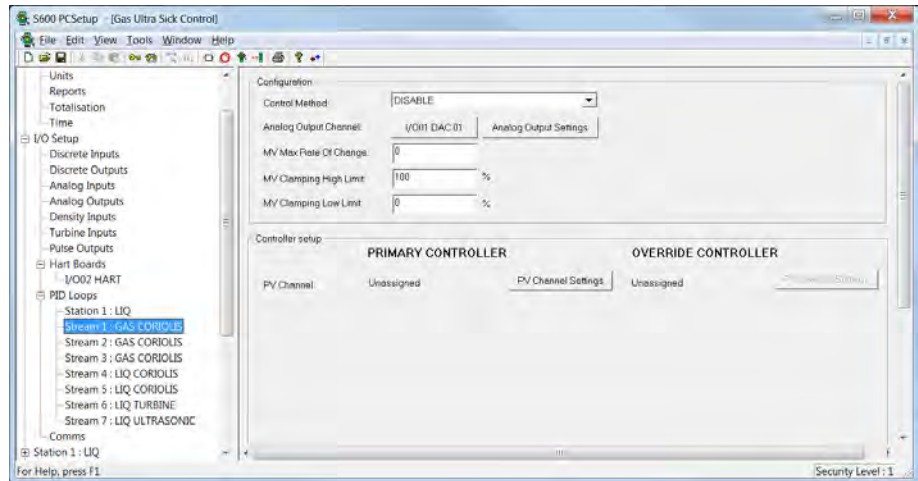 S600 PCSetup - [Gas Ultra Sick Control]
File Edit View Tools Window Help
Units
Reports
Totalisation
Time
I/O Setup
Discrete Inputs
Discrete Outputs
Analog Inputs
Analog Outputs
Density Inputs
Turbine Inputs
Pulse Outputs
Hart Boards
I/O02 HART
PID Loops
Station 1 : LIQ
Stream 1 : GAS CORIOLIS
Stream 2 : GAS CORIOLIS
Stream 3 : GAS CORIOLIS
Stream 4 : LIQ CORIOLIS
Stream 5 : LIQ CORIOLIS
Stream 6 : LIQ TURBINE
Stream 7 : LIQ ULTRASONIC
Comms
Station 1 : LIQ
Configuration
Control Method: DISABLE
Analog Output Channel: I/O01 DAC 01 Analog Output Settings
MV Max Rate Of Change: 0
MV Clamping High Limit: 100 %
MV Clamping Low Limit: 0 %
Controller setup
PRIMARY CONTROLLER OVERRIDE CONTROLLER
PV Channel: Unassigned PV Channel Settings Unassigned
For Help, press F1
Security Level : 1